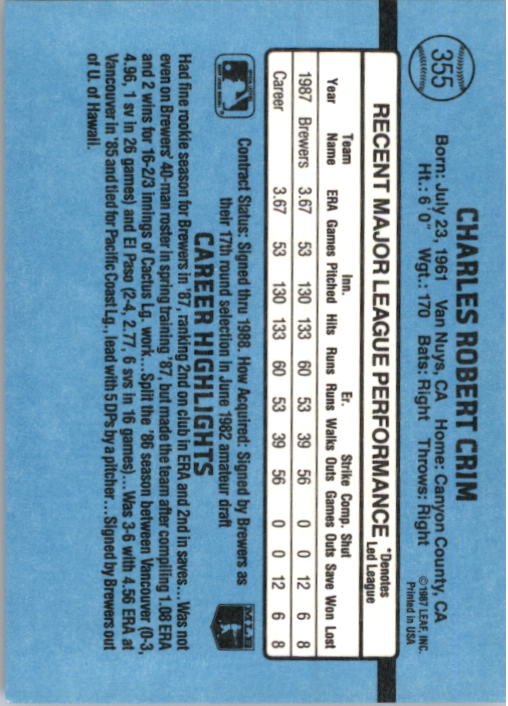 355
CHARLES ROBERT CRIM
Born: July 23, 1961 Van Nuys, CA Home: Canyon County, CA
Ht.: 6'0" Wgt.: 170 Bats: Right Throws: Right
©1987 LEAF, INC.
Printed in USA
RECENT MAJOR LEAGUE PERFORMANCE
*Denotes
Led League
Team Inn. Er. Strike Comp. Shut
Year Name ERA Games Pitched Hits Runs Runs Walks Outs Games Outs Save Won Lost
1987 Brewers 3.67 53 130 133 60 53 39 56 0 0 12 6 8
Career 3.67 53 130 133 60 53 39 56 0 0 12 6 8
Contract Status: Signed thru 1988. How Acquired: Signed by Brewers as
their 17th round selection in June 1982 amateur draft
MLB
CAREER HIGHLIGHTS
Had fine rookie season for Brewers in '87, ranking 2nd on club in ERA and 2nd in saves... Was not
even on Brewers' 40-man roster in spring training '87, but made the team after compiling 1.08 ERA
and 2 wins for 16-2/3 innings of Cactus Lg. work... Split the '86 season between Vancouver (0-3,
4.96, 1 sv in 26 games) and El Paso (2-4, 2.77, 6 svs in 16 games)... Was 3-6 with 4.56 ERA at
Vancouver in '85 and tied for Pacific Coast Lg., lead with 5 DPs by a pitcher... Signed by Brewers out
of U. of Hawaii.